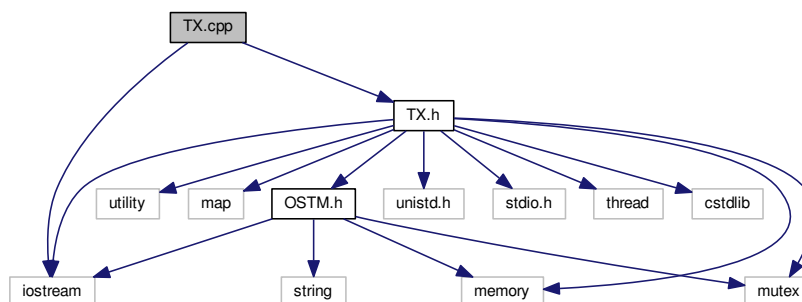 TX.cpp
TX.h
utility
map
OSTM.h
unistd.h
stdio.h
thread
cstdlib
iostream
string
memory
mutex